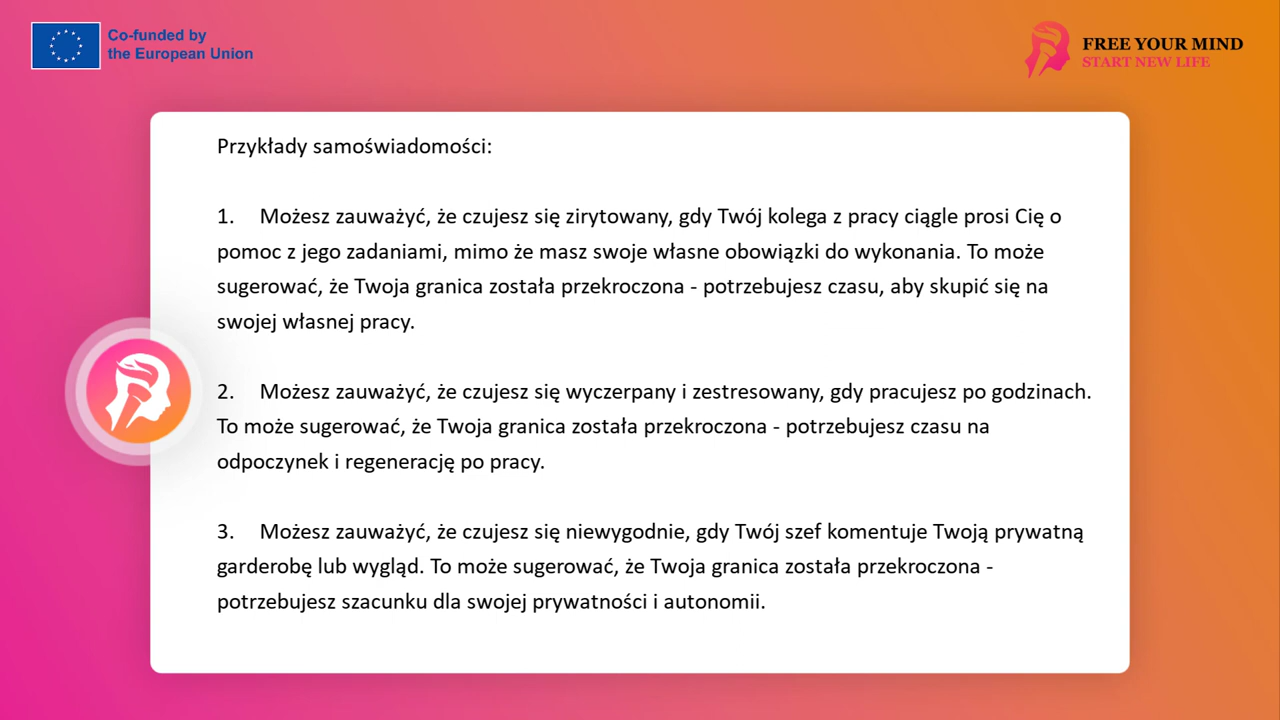 Co-funded by
the European Union
FREE YOUR MIND
START NEW LIFE
Przykłady samoświadomości:
1. Możesz zauważyć, że czujesz się zirytowany, gdy Twój kolega z pracy ciągle prosi Cię o
pomoc z jego zadaniami, mimo że masz swoje własne obowiązki do wykonania. To może
sugerować, że Twoja granica została przekroczona - potrzebujesz czasu, aby skupić się na
swojej własnej pracy.
2. Możesz zauważyć, że czujesz się wyczerpany i zestresowany, gdy pracujesz po godzinach.
To może sugerować, że Twoja granica została przekroczona - potrzebujesz czasu na
odpoczynek i regenerację po pracy.
3. Możesz zauważyć, że czujesz się niewygodnie, gdy Twój szef komentuje Twoją prywatną
garderobę lub wygląd. To może sugerować, że Twoja granica została przekroczona -
potrzebujesz szacunku dla swojej prywatności i autonomii.